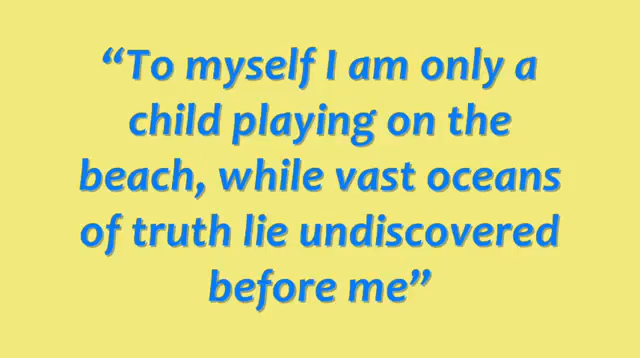 “To myself I am only a
child playing on the
beach, while vast oceans
of truth lie undiscovered
before me”